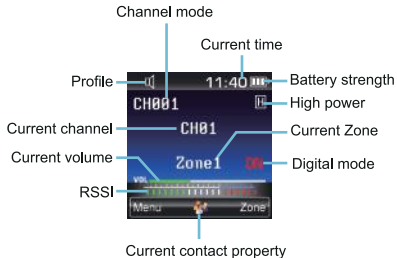 Channel mode
Current time
Profile
11:40
Battery strength
CH001
H
High power
Current channel
CH01
Current Zone
Current volume
Zone1
DN
Digital mode
VOL
RSSI
Menu
Zone
Current contact property